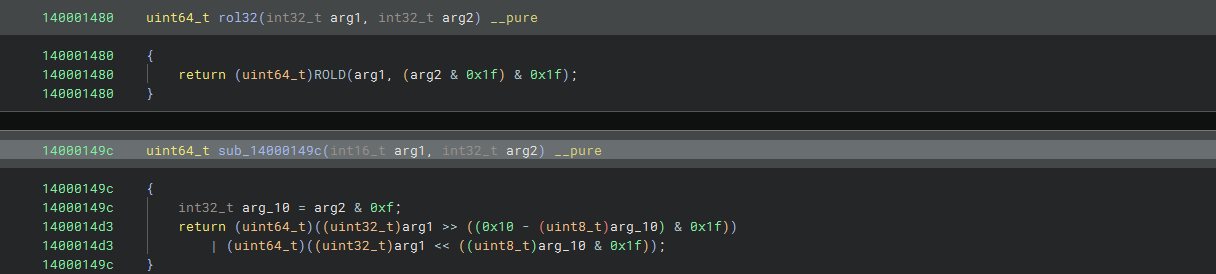 140001480 uint64_t rol32(int32_t arg1, int32_t arg2) __pure
140001480 {
140001480 return (uint64_t)ROLD(arg1, (arg2 & 0x1f) & 0x1f);
140001480 }
14000149c uint64_t sub_14000149c(int16_t arg1, int32_t arg2) __pure
14000149c {
14000149c int32_t arg_10 = arg2 & 0xf;
1400014d3 return (uint64_t)((uint32_t)arg1 >> ((0x10 - (uint8_t)arg_10) & 0x1f))
1400014d3 | (uint64_t)((uint32_t)arg1 << ((uint8_t)arg_10 & 0x1f));
14000149c }